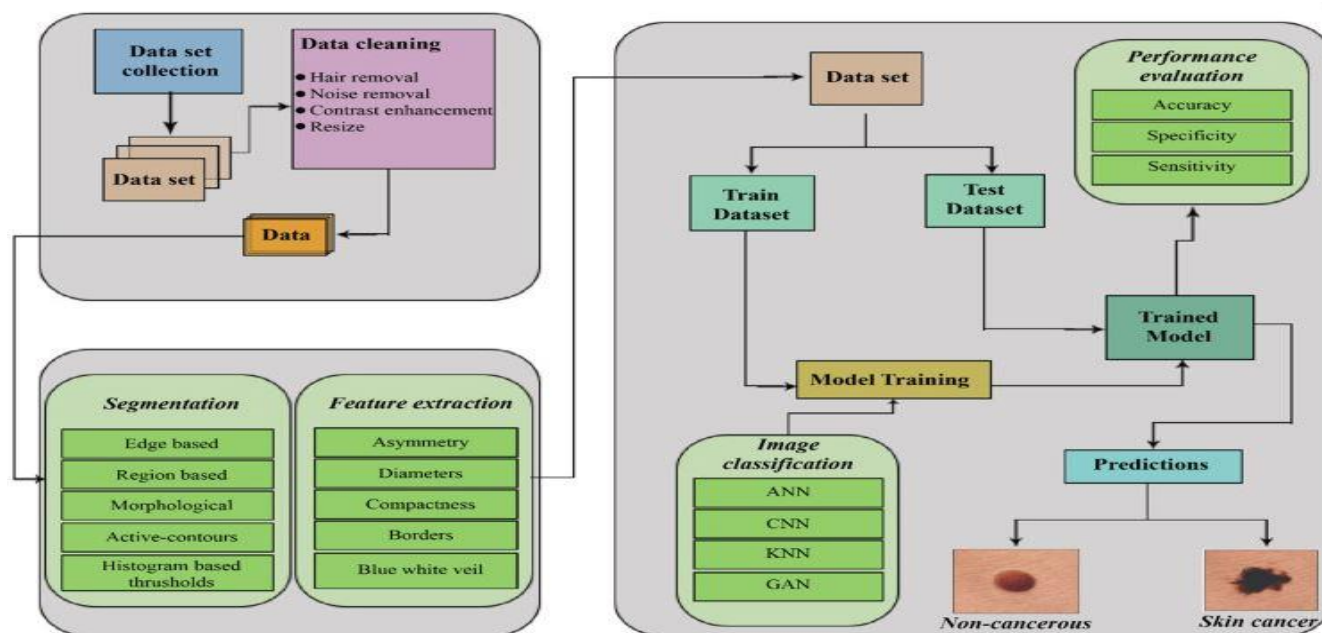 Data set
collection
Data set
Data cleaning
Hair removal
Noise removal
Contrast enhancement
Resize
Data
Segmentation
Edge based
Region based
Morphological
Active-contours
Histogram based
thrusholds
Feature extraction
Asymmetry
Diameters
Compactness
Borders
Blue white veil
Data set
Train
Dataset
Test
Dataset
Performance
evaluation
Accuracy
Specificity
Sensitivity
Trained
Model
Model Training
Image
classification
ANN
CNN
KNN
GAN
Predictions
Non-cancerous
Skin cancer